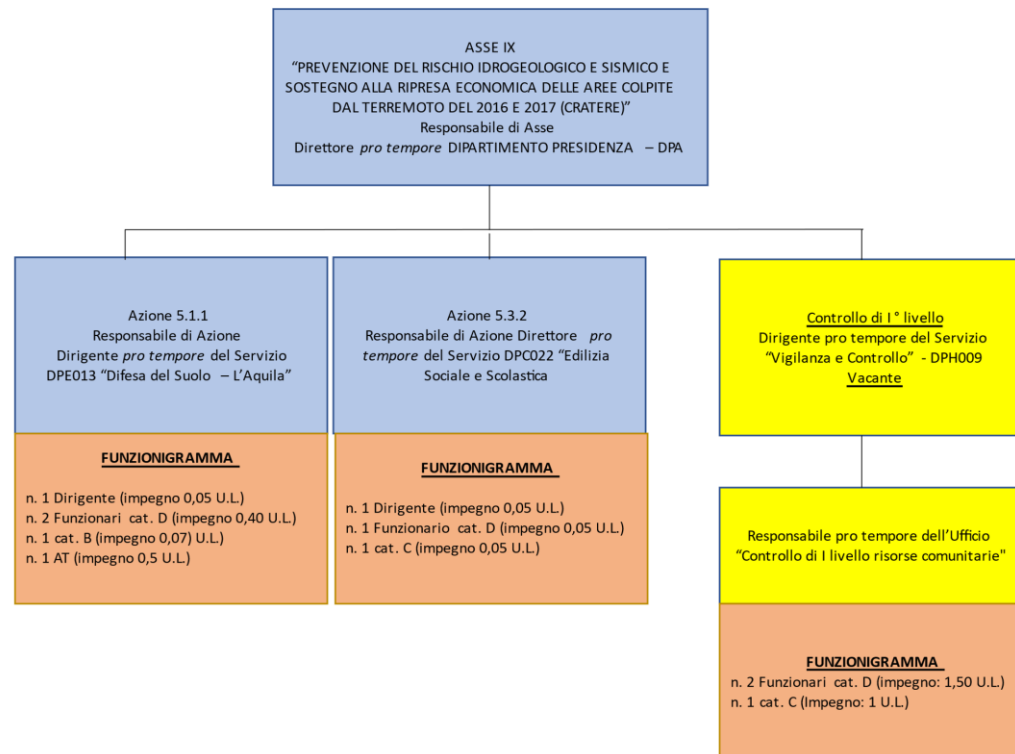 ASSE IX
“PREVENZIONE DEL RISCHIO IDROGEOLOGICO E SISMICO E
SOSTEGNO ALLA RIPRESA ECONOMICA DELLE AREE COLPITE
DAL TERREMOTO DEL 2016 E 2017 (CRATERE)”
Responsabile di Asse
Direttore pro tempore DIPARTIMENTO PRESIDENZA – DPA
Azione 5.1.1
Responsabile di Azione
Dirigente pro tempore del Servizio
DPE013 “Difesa del Suolo – L’Aquila”
FUNZIONIGRAMMA
n. 1 Dirigente (impegno 0,05 U.L.)
n. 2 Funzionari cat. D (impegno 0,40 U.L.)
n. 1 cat. B (impegno 0,07) U.L.)
n. 1 AT (impegno 0,5 U.L.)
Azione 5.3.2
Responsabile di Azione Direttore pro
tempore del Servizio DPC022 “Edilizia
Sociale e Scolastica
FUNZIONIGRAMMA
n. 1 Dirigente (impegno 0,05 U.L.)
n. 1 Funzionario cat. D (impegno 0,05 U.L.)
n. 1 cat. C (impegno 0,05 U.L.)
Controllo di I° livello
Dirigente pro tempore del Servizio
“Vigilanza e Controllo” - DPH009
Vacante
Responsabile pro tempore dell’Ufficio
“Controllo di I livello risorse comunitarie"
FUNZIONIGRAMMA
n. 2 Funzionari cat. D (impegno: 1,50 U.L.)
n. 1 cat. C (Impegno: 1 U.L.)